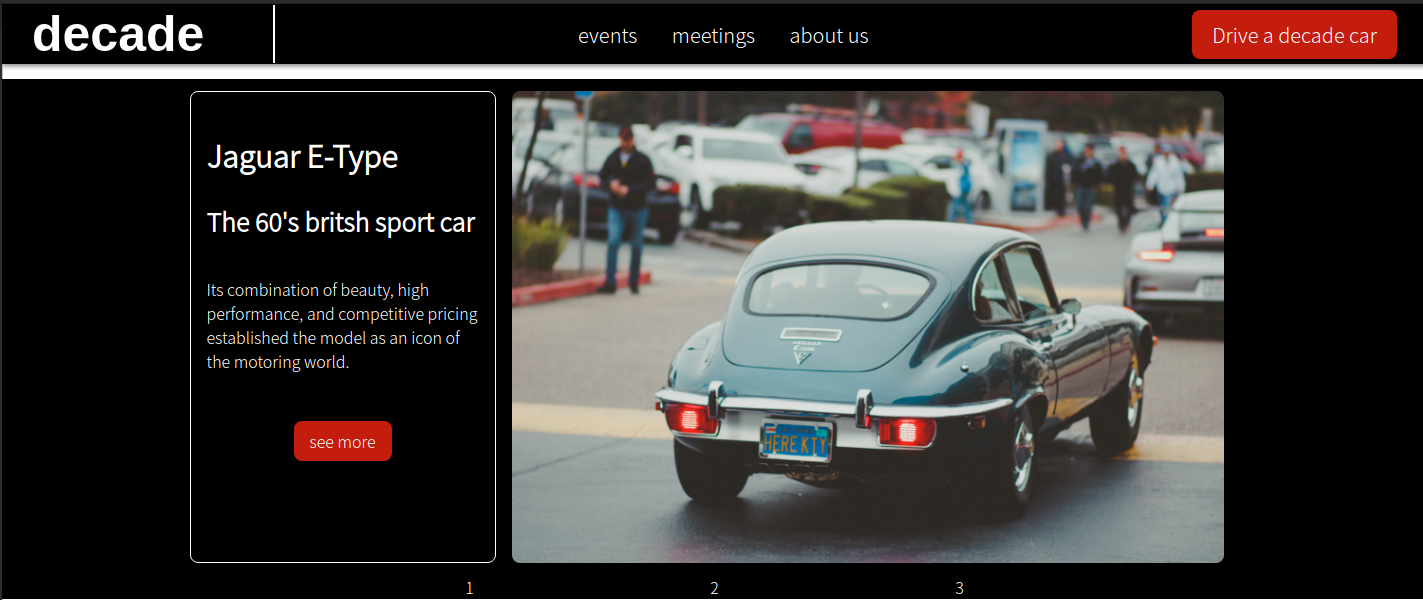 decade
events meetings about us
Drive a decade car
Jaguar E-Type
The 60's britsh sport car
Its combination of beauty, high
performance, and competitive pricing
established the model as an icon of
the motoring world.
see more
HERE KTY
1 2 3